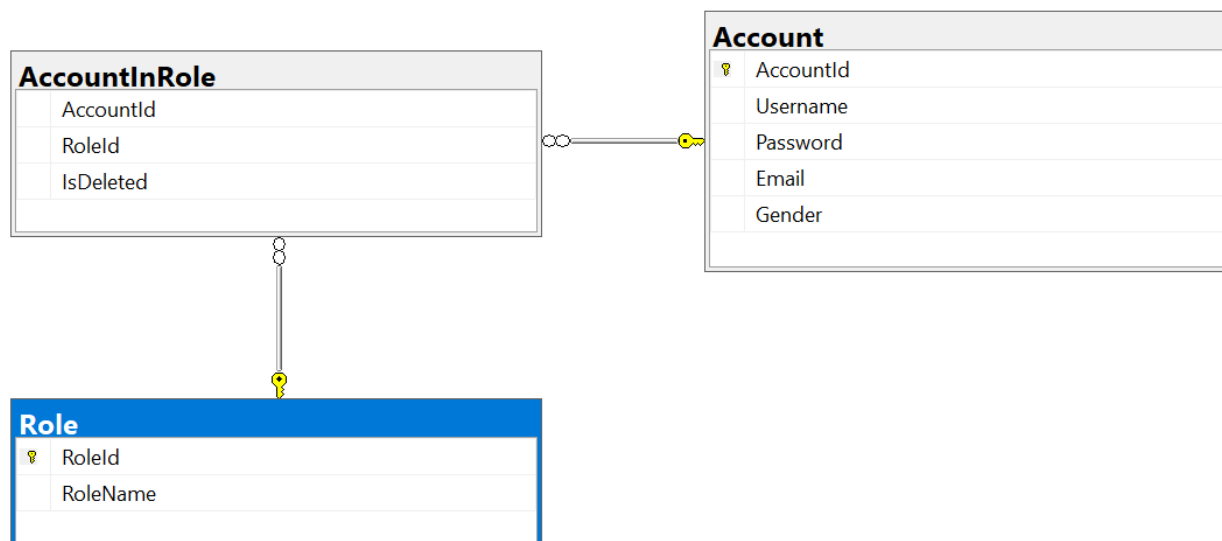 AccountInRole
AccountId
RoleId
IsDeleted
Account
AccountId
Username
Password
Email
Gender
Role
RoleId
RoleName